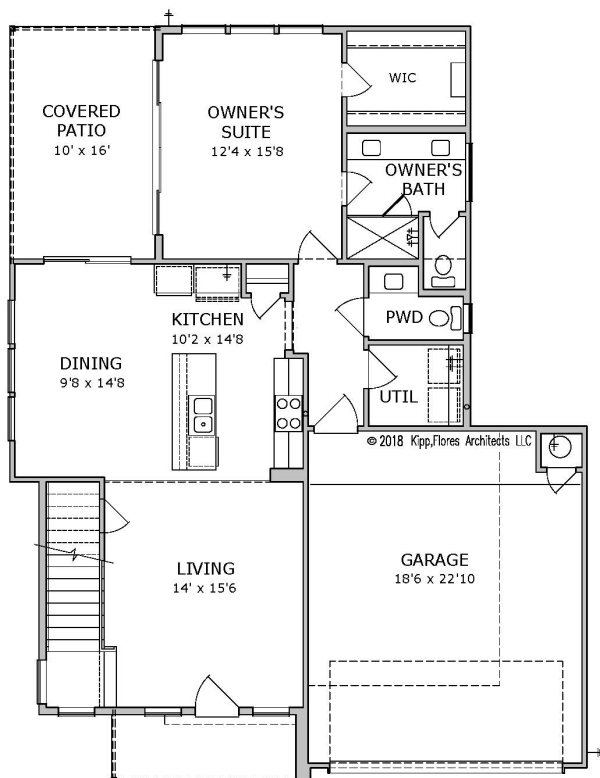 WIC
COVERED
PATIO
10' x 16'
OWNER'S
SUITE
12'4 x 15'8
OWNER'S
BATH
KITCHEN
10'2 x 14'8
PWD
DINING
9'8 x 14'8
UTIL
© 2018 Kipp,Flores Architects LLC
LIVING
14' x 15'6
GARAGE
18'6 x 22'10